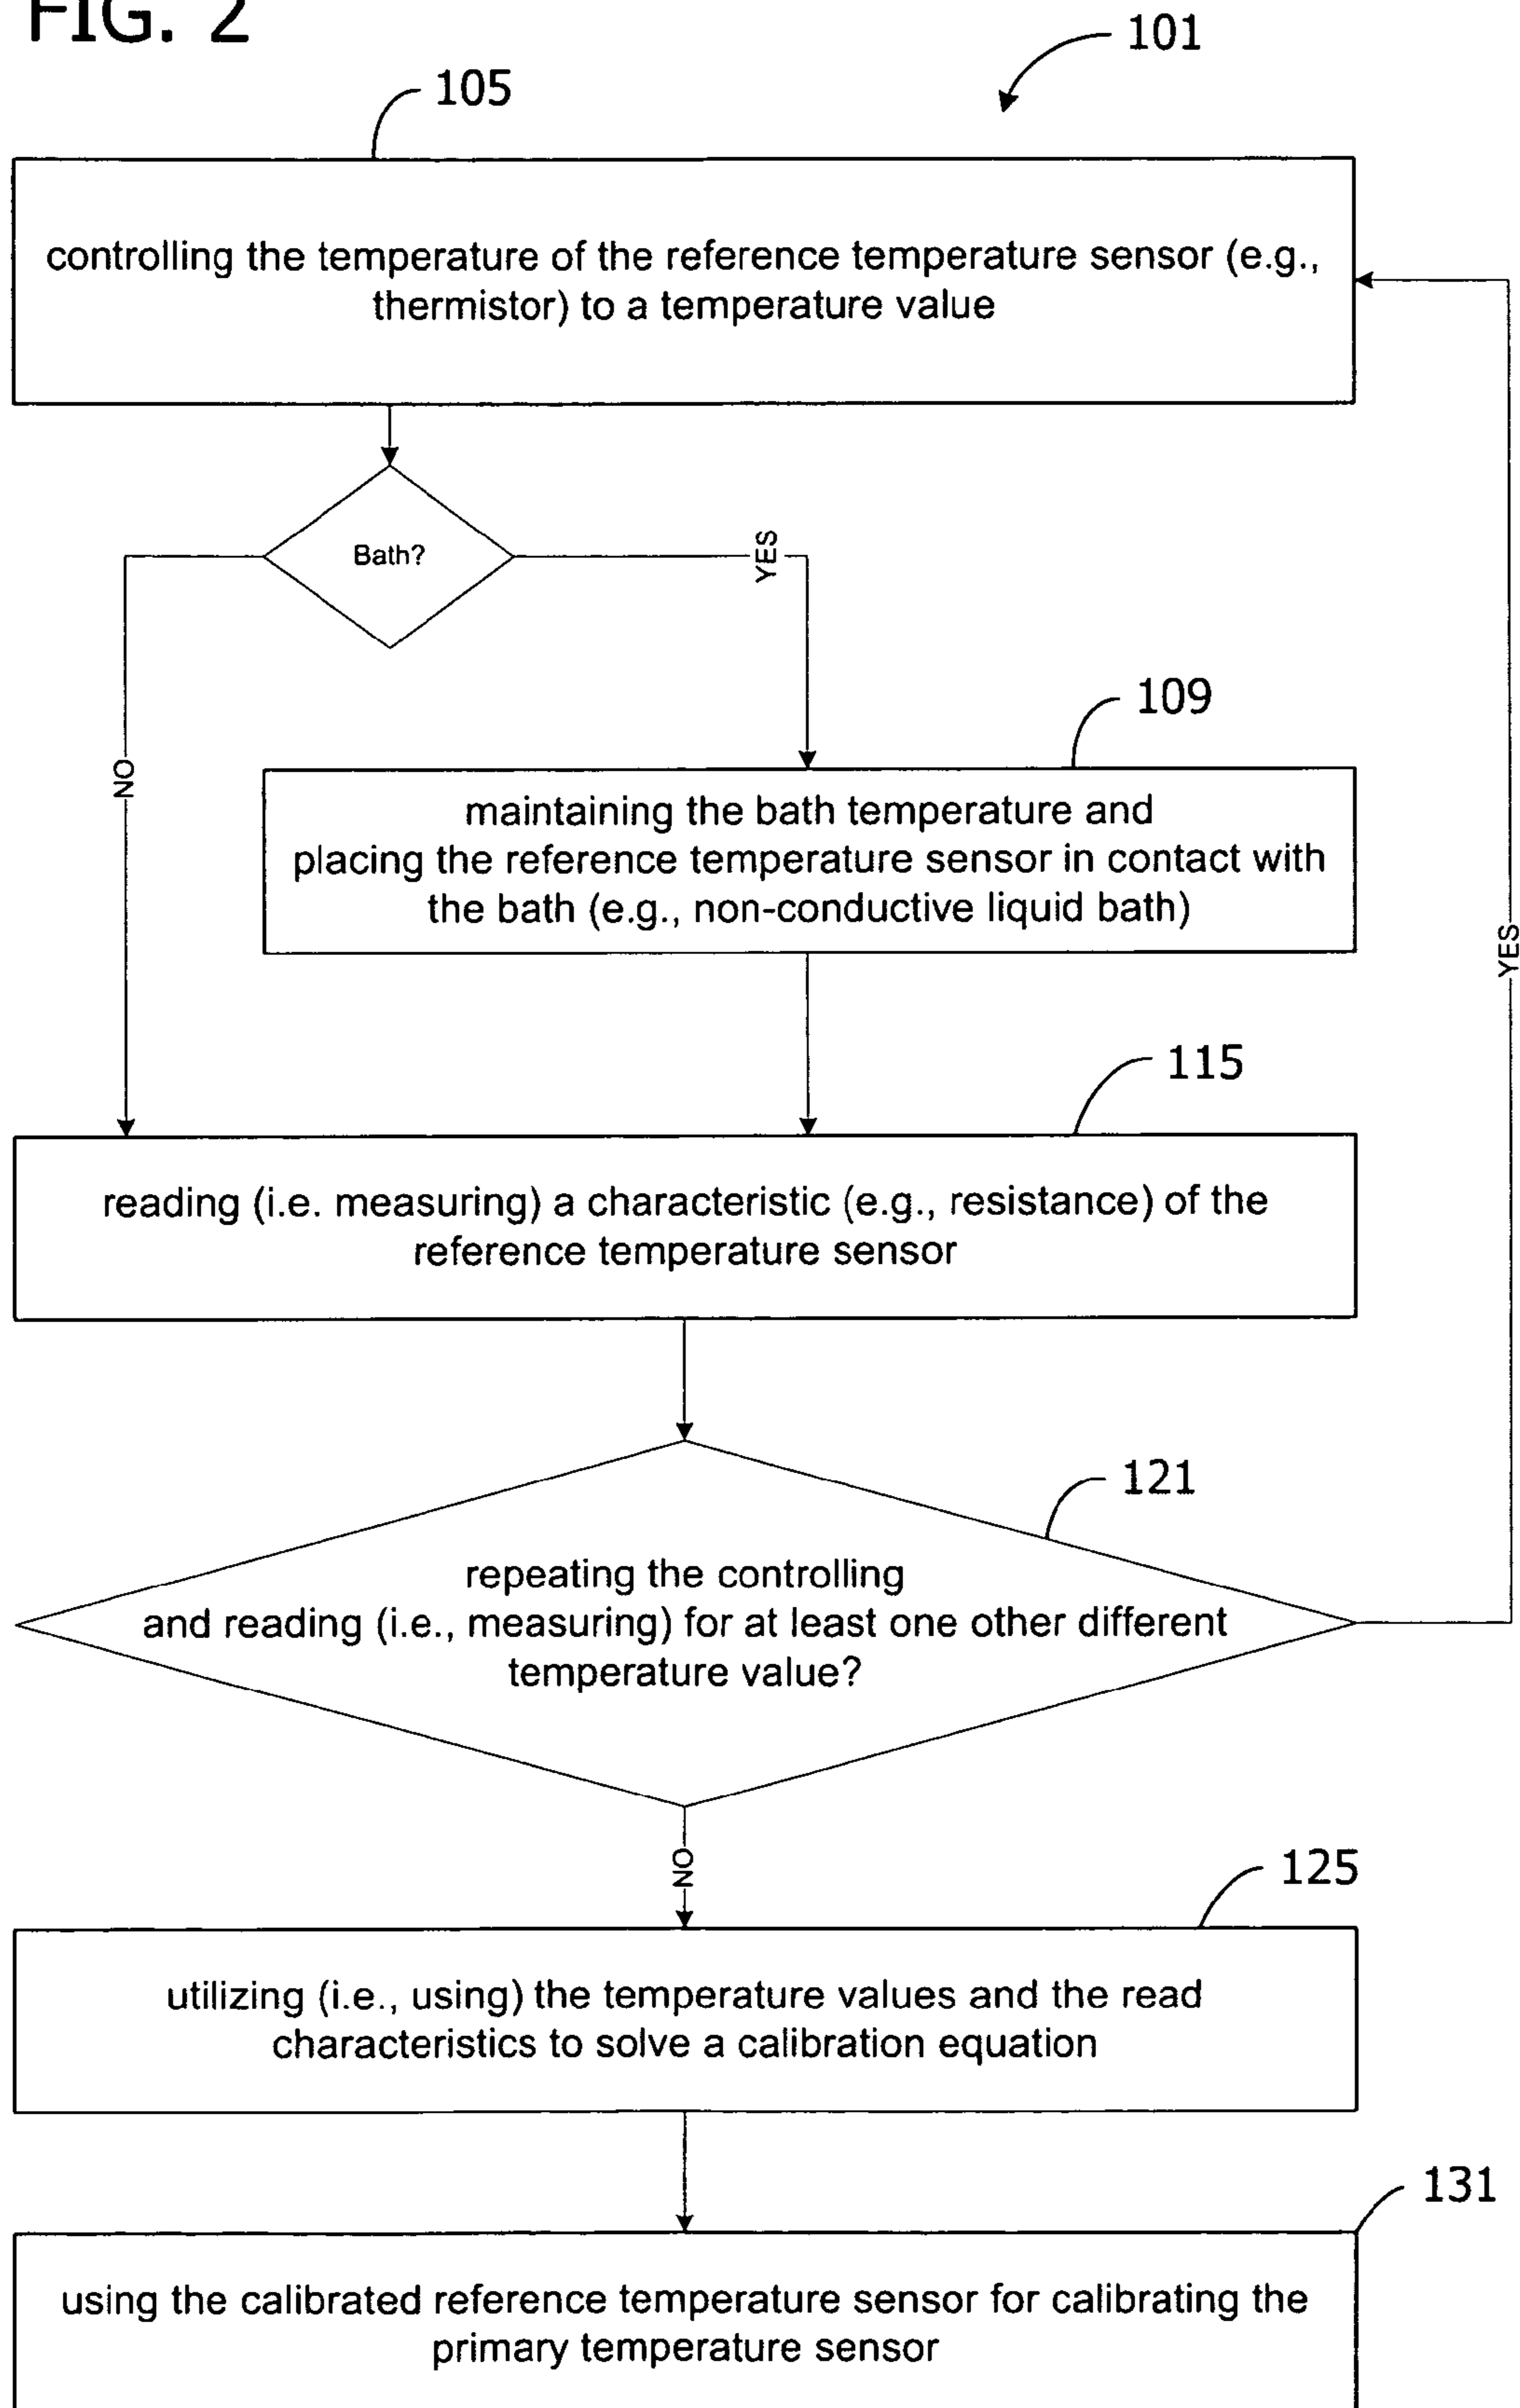 FIG. 2
101
105
controlling the temperature of the reference temperature sensor (e.g.,
thermistor) to a temperature value
Bath?
YES
NO
109
maintaining the bath temperature and
placing the reference temperature sensor in contact with
the bath (e.g., non-conductive liquid bath)
YES
115
reading (i.e. measuring) a characteristic (e.g., resistance) of the
reference temperature sensor
121
repeating the controlling
and reading (i.e., measuring) for at least one other different
temperature value?
NO
125
utilizing (i.e., using) the temperature values and the read
characteristics to solve a calibration equation
131
using the calibrated reference temperature sensor for calibrating the
primary temperature sensor